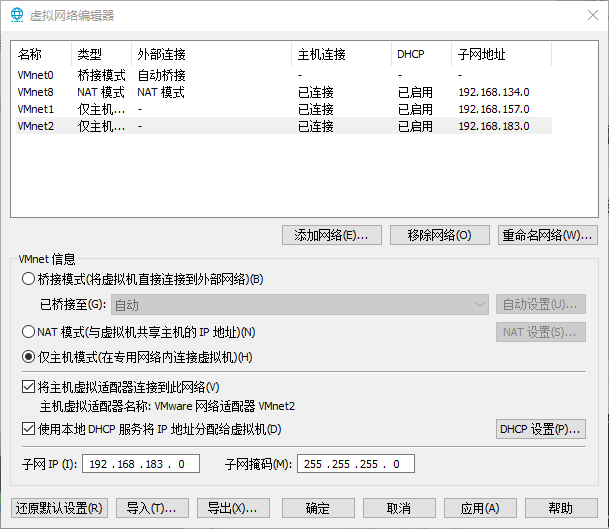 虚拟网络编辑器
名称 类型 外部连接 主机连接 DHCP 子网地址
VMnet0 桥接模式 自动桥接 - - -
VMnet8 NAT 模式 NAT 模式 已连接 已启用 192.168.134.0
VMnet1 仅主机... - 已连接 已启用 192.168.157.0
VMnet2 仅主机... - 已连接 已启用 192.168.183.0
添加网络(E)... 移除网络(O) 重命名网络(W)...
VMnet 信息
桥接模式(将虚拟机直接连接到外部网络)(B)
已桥接至(G): 自动 自动设置(U)...
NAT 模式(与虚拟机共享主机的 IP 地址)(N) NAT 设置(S)...
仅主机模式(在专用网络内连接虚拟机)(H)
将主机虚拟适配器连接到此网络(V)
主机虚拟适配器名称: VMware 网络适配器 VMnet2
使用本地 DHCP 服务将 IP 地址分配给虚拟机(D) DHCP 设置(P)...
子网 IP (I): 192 .168 .183 . 0 子网掩码(M): 255 .255 .255 . 0
还原默认设置(R) 导入(T)... 导出(X)... 确定 取消 应用(A) 帮助